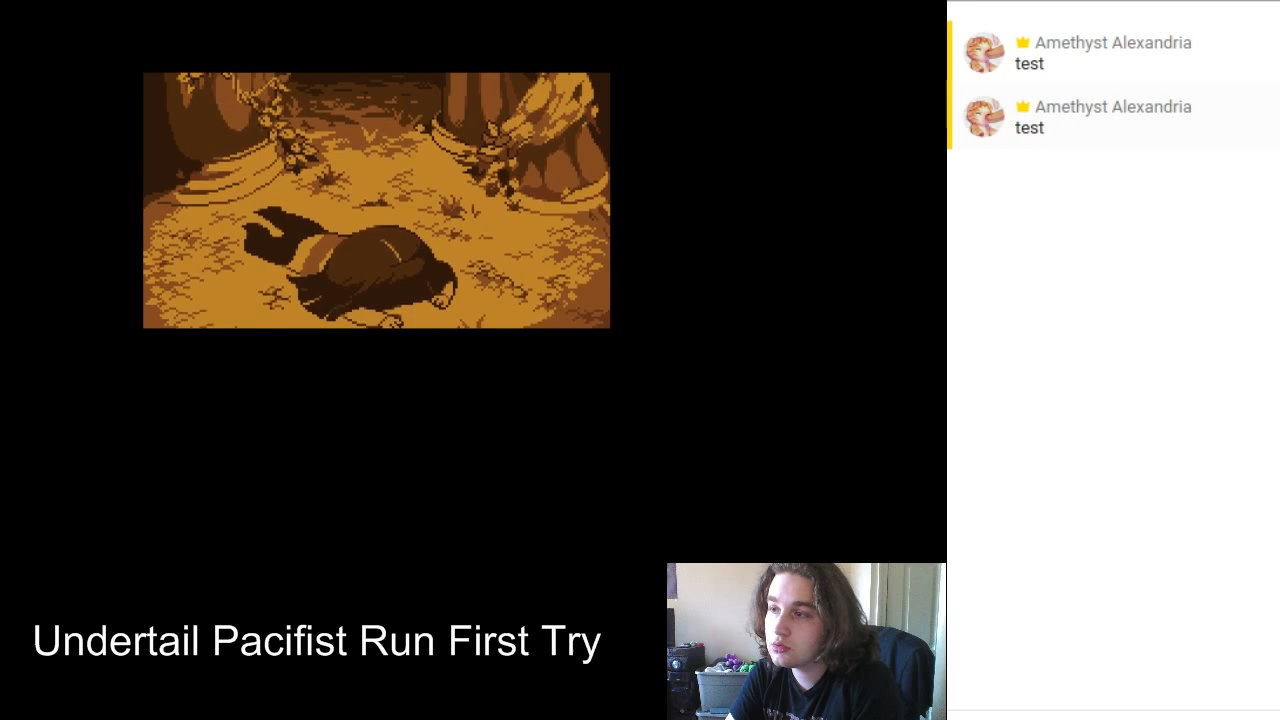 Amethyst Alexandria
test
Amethyst Alexandria
test
Undertail Pacifist Run First Try